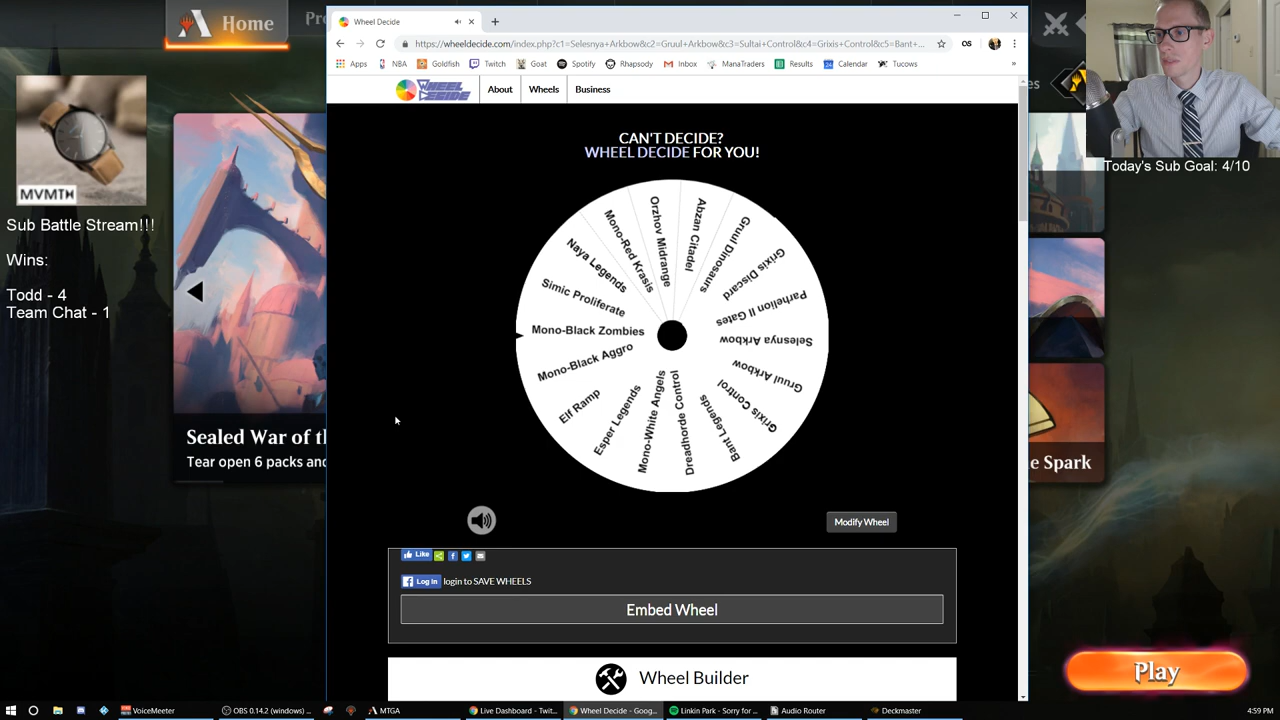 Home
Pro
Wheel Decide
https://wheeldecide.com/index.php?c1=Selesnya+Arkbow&c2=Gruul+Arkbow&c3=Sultai+Control&c4=Grixis+Control&c5=Bant+...
OS
Apps
NBA
Goldfish
Twitch
Goat
Spotify
Rhapsody
Inbox
ManaTraders
Results
Calendar
Tucows
»
WHEEL DECIDE
About
Wheels
Business
CAN'T DECIDE?
WHEEL DECIDE FOR YOU!
MVMTH
Sub Battle Stream!!!
Wins:
Todd - 4
Team Chat - 1
Today's Sub Goal: 4/10
Orzhov Midrange
Abzan Citadel
Gruul Dinosaurs
Grixis Discard
Parhelion II Gates
Selesnya Arkbow
Gruul Arkbow
Grixis Control
Bant Legends
Dreadhorde Control
Mono-White Angels
Esper Legends
Elf Ramp
Mono-Black Aggro
Mono-Black Zombies
Simic Proliferate
Naya Legends
Mono-Red Krasis
Sealed War of th
Tear open 6 packs and
e Spark
Modify Wheel
Like
Log In
login to SAVE WHEELS
Embed Wheel
Wheel Builder
Play
VoiceMeeter
OBS 0.14.2 (windows) ...
MTGA
Live Dashboard - Twit...
Wheel Decide - Goog...
Linkin Park - Sorry for ...
Audio Router
Deckmaster
4:59 PM